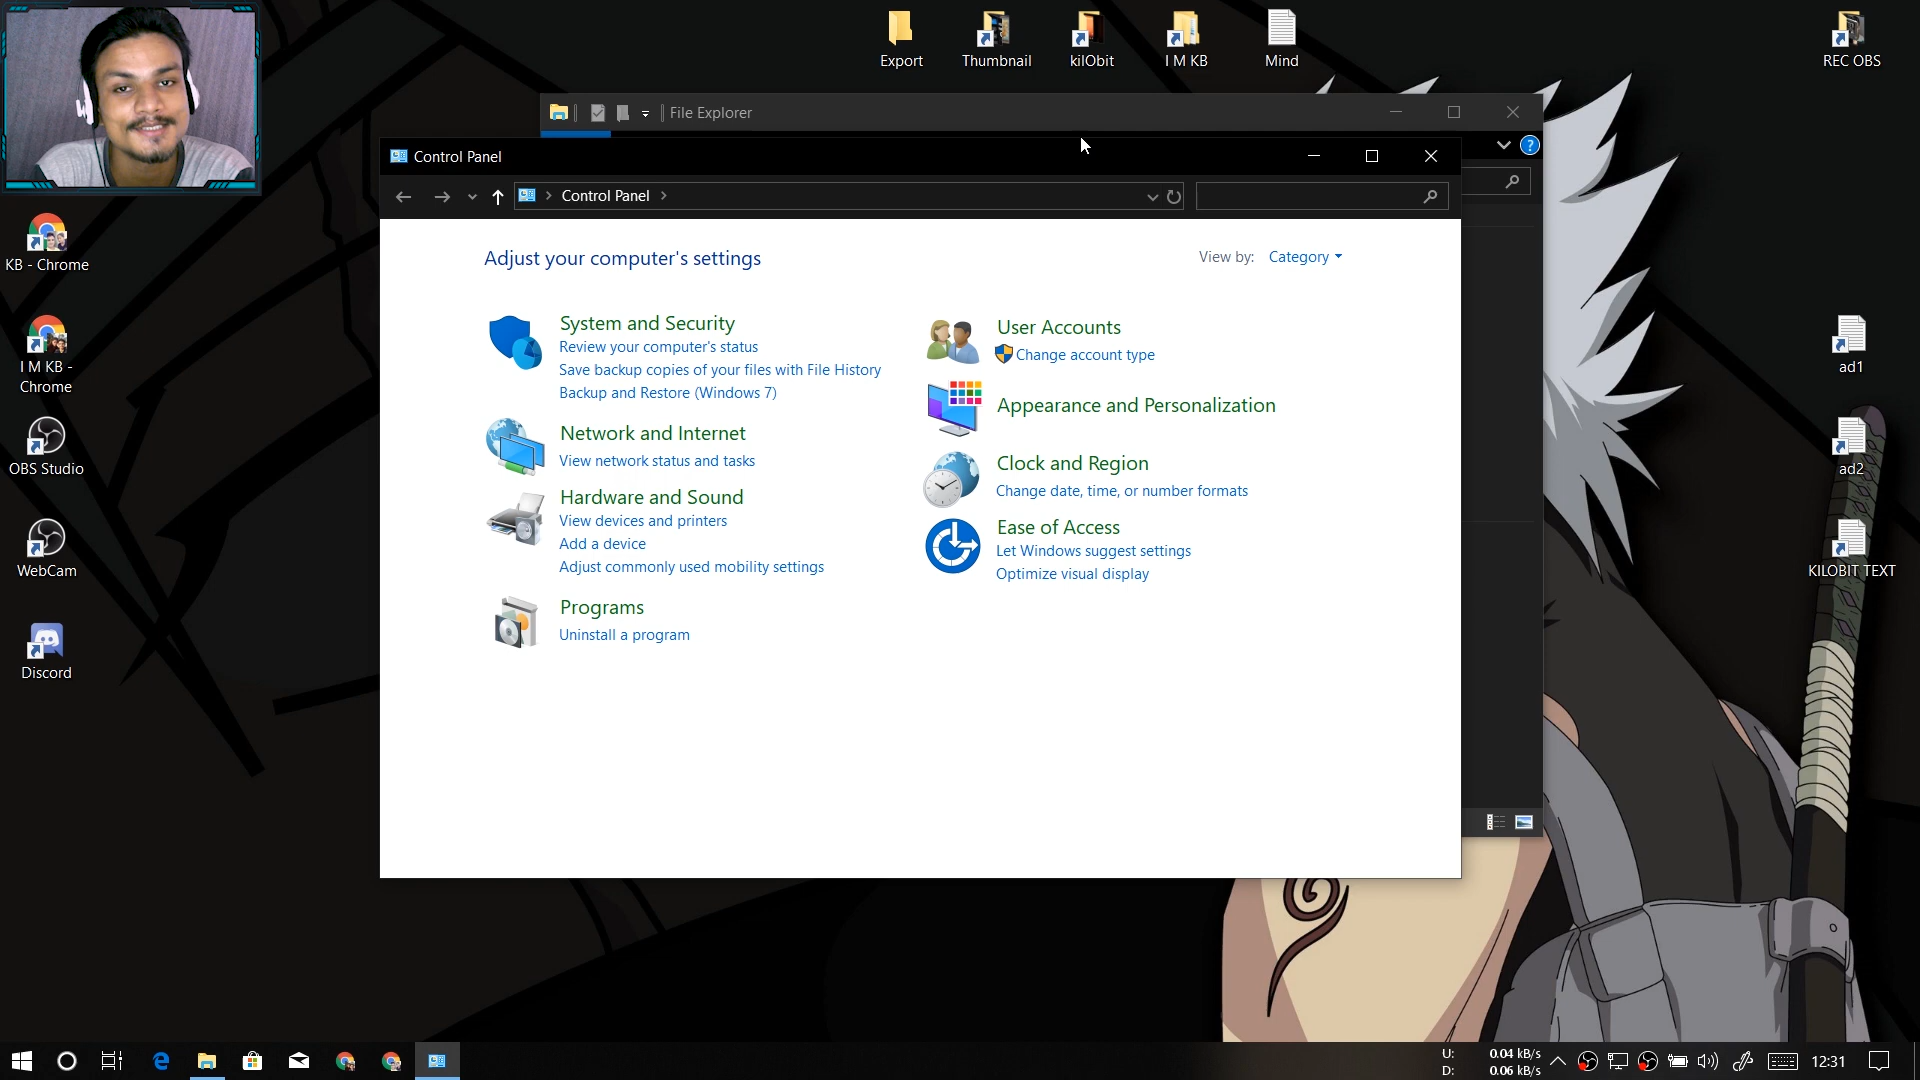 Export
Thumbnail
kilObit
I M KB
Mind
REC OBS
File Explorer
Control Panel
Control Panel
Adjust your computer's settings
View by: Category
System and Security
Review your computer's status
Save backup copies of your files with File History
Backup and Restore (Windows 7)
Network and Internet
View network status and tasks
Hardware and Sound
View devices and printers
Add a device
Adjust commonly used mobility settings
Programs
Uninstall a program
User Accounts
Change account type
Appearance and Personalization
Clock and Region
Change date, time, or number formats
Ease of Access
Let Windows suggest settings
Optimize visual display
KB - Chrome
I M KB -
Chrome
OBS Studio
WebCam
Discord
ad1
ad2
KILOBIT TEXT
U: 0.04 kB/s
D: 0.06 kB/s
12:31